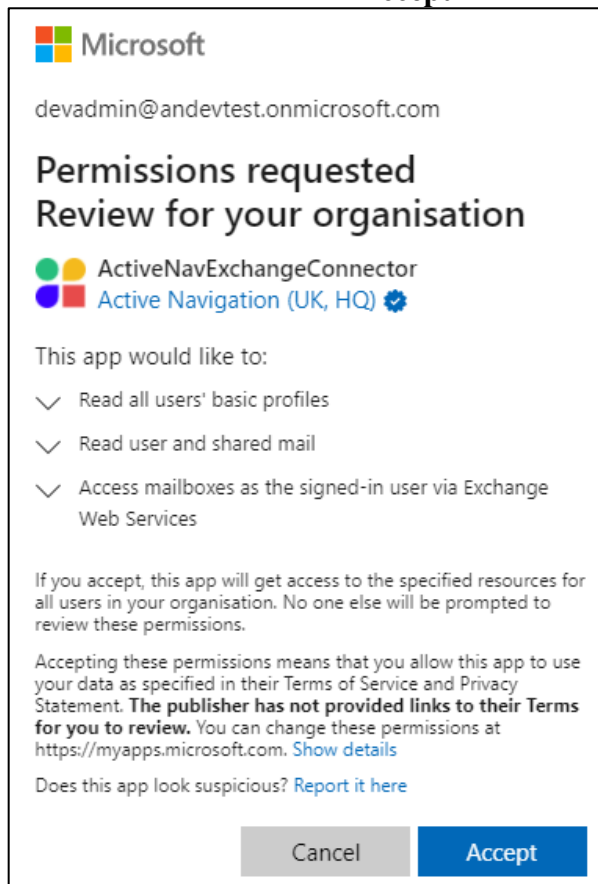 Microsoft
devadmin@andevtest.onmicrosoft.com
Permissions requested
Review for your organisation
ActiveNavExchangeConnector
Active Navigation (UK, HQ)
This app would like to:
Read all users' basic profiles
Read user and shared mail
Access mailboxes as the signed-in user via Exchange
Web Services
If you accept, this app will get access to the specified resources for
all users in your organisation. No one else will be prompted to
review these permissions.
Accepting these permissions means that you allow this app to use
your data as specified in their Terms of Service and Privacy
Statement. The publisher has not provided links to their Terms
for you to review. You can change these permissions at
https://myapps.microsoft.com. Show details
Does this app look suspicious? Report it here
Cancel Accept